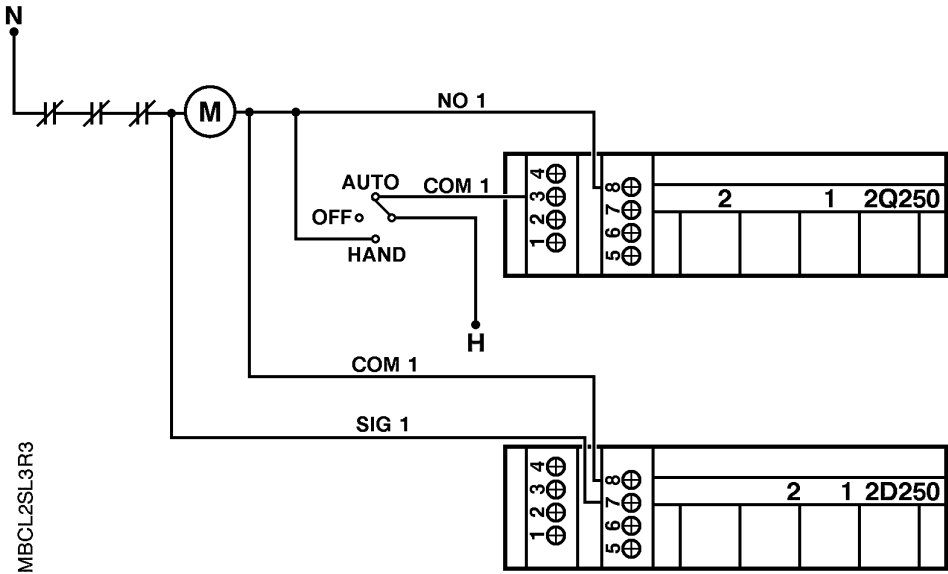 N
M
NO 1
AUTO
COM 1
OFF
HAND
H
4
3
2
1
8
7
6
5
2 1 2Q250
COM 1
SIG 1
4
3
2
1
8
7
6
5
2 1 2D250
MBCL2SL3R3